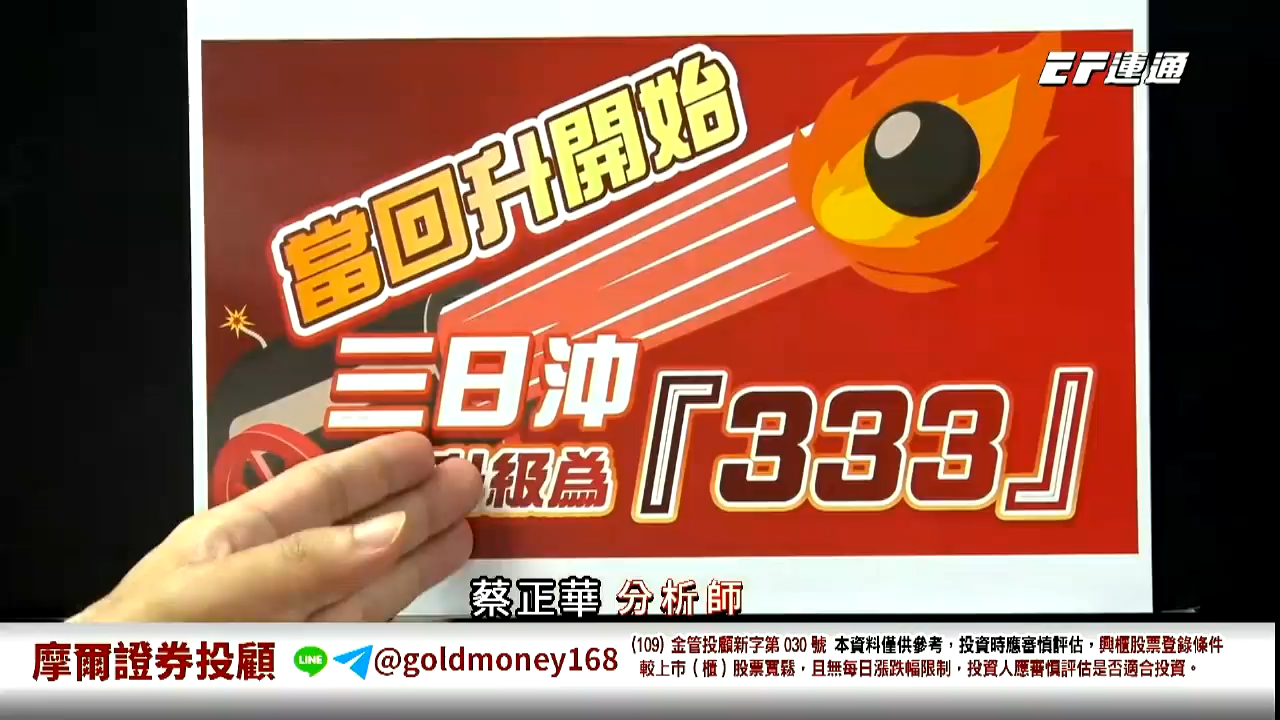 EF運通
當回升開始
三日沖
級為
『333』
蔡正華 分析師
摩爾證券投顧
LINE
@goldmoney168
(109) 金管投顧新字第 030 號 本資料僅供參考，投資時應審慎評估，興櫃股票登錄條件
較上市（櫃）股票寬鬆，且無每日漲跌幅限制，投資人應審慎評估是否適合投資。